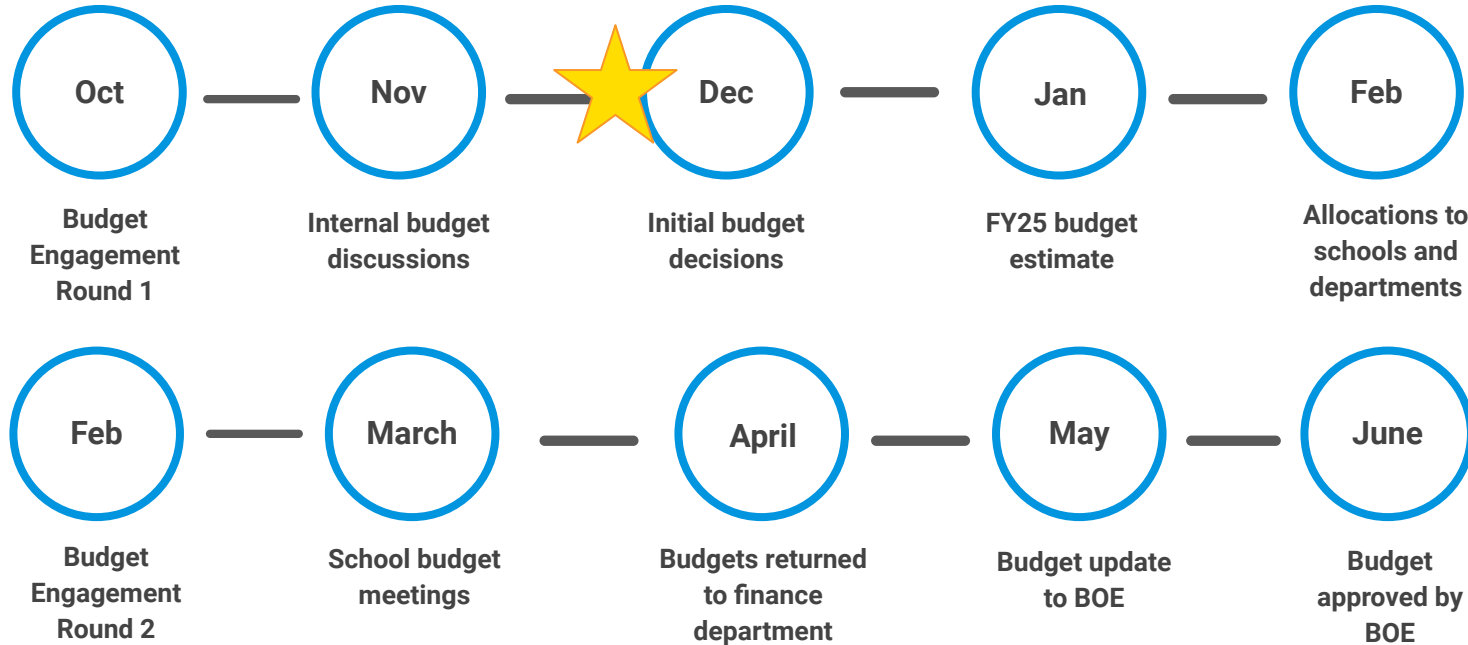 Oct
Nov
Dec
Jan
Feb
Budget
Engagement
Round 1
Internal budget
discussions
Initial budget
decisions
FY25 budget
estimate
Allocations to
schools and
departments
Feb
March
April
May
June
Budget
Engagement
Round 2
School budget
meetings
Budgets returned
to finance
department
Budget update
to BOE
Budget
approved by
BOE